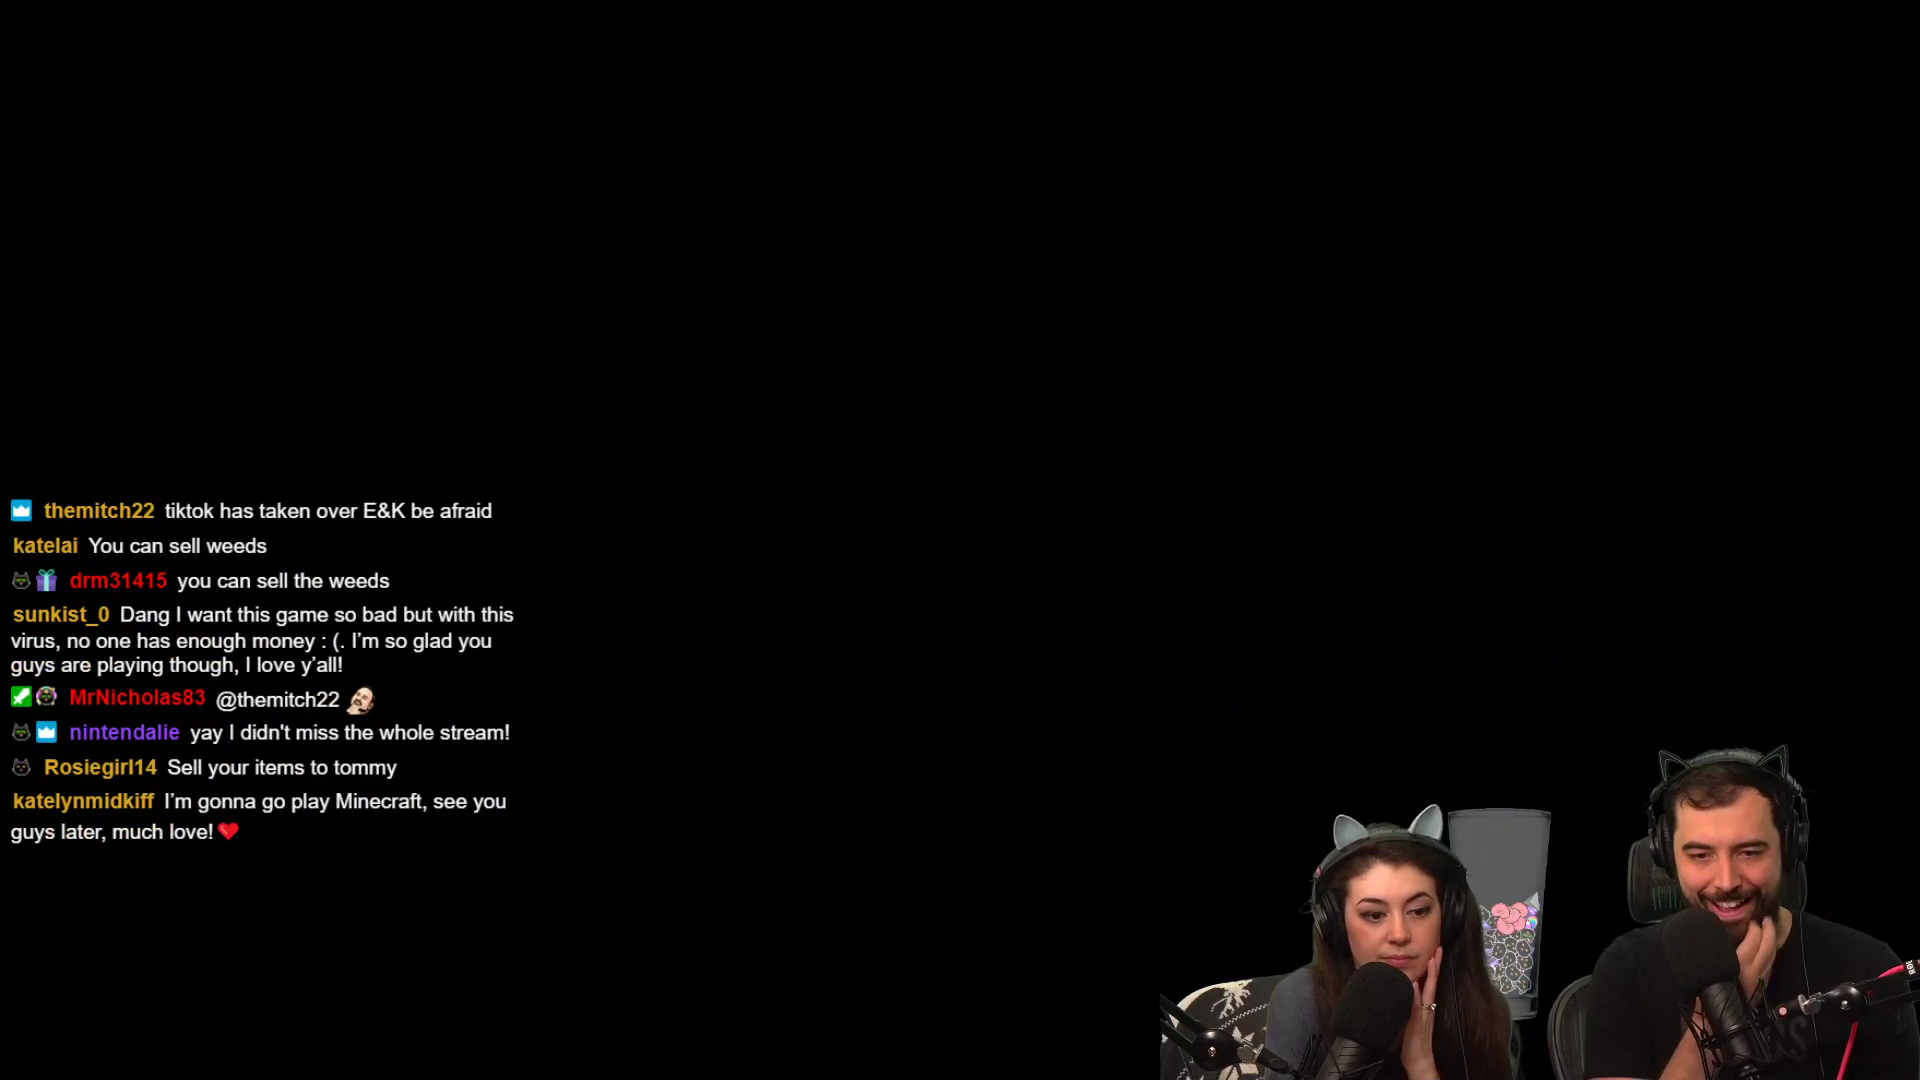 themitch22 tiktok has taken over E&K be afraid
katelai You can sell weeds
drm31415 you can sell the weeds
sunkist_0 Dang I want this game so bad but with this
virus, no one has enough money : (. I’m so glad you
guys are playing though, I love y’all!
MrNicholas83 @themitch22
nintendalie yay I didn't miss the whole stream!
Rosiegirl14 Sell your items to tommy
katelynmidkiff I’m gonna go play Minecraft, see you
guys later, much love!